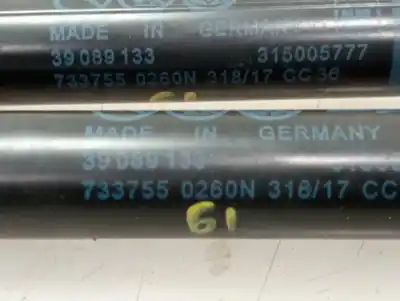 MADE IN GERMANY
39 089 133 315005777
733755 0260N 318/17 CC 36
61
MADE IN GERMANY
39 089 133
733755 0260N 318/17 CC
61